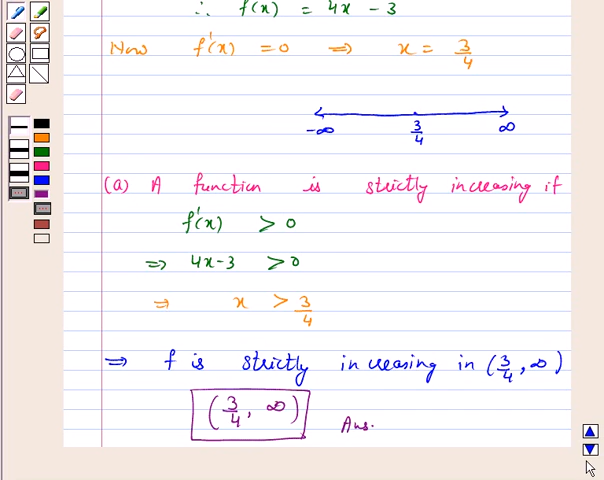 ∴ f'(x) = 4x - 3
Now f'(x) = 0 ⇒ x = 3/4
-∞ 3/4 ∞
(a) A function is strictly increasing if
f'(x) > 0
⇒ 4x-3 > 0
⇒ x > 3/4
⇒ f is strictly increasing in (3/4, ∞)
(3/4, ∞) Ans.